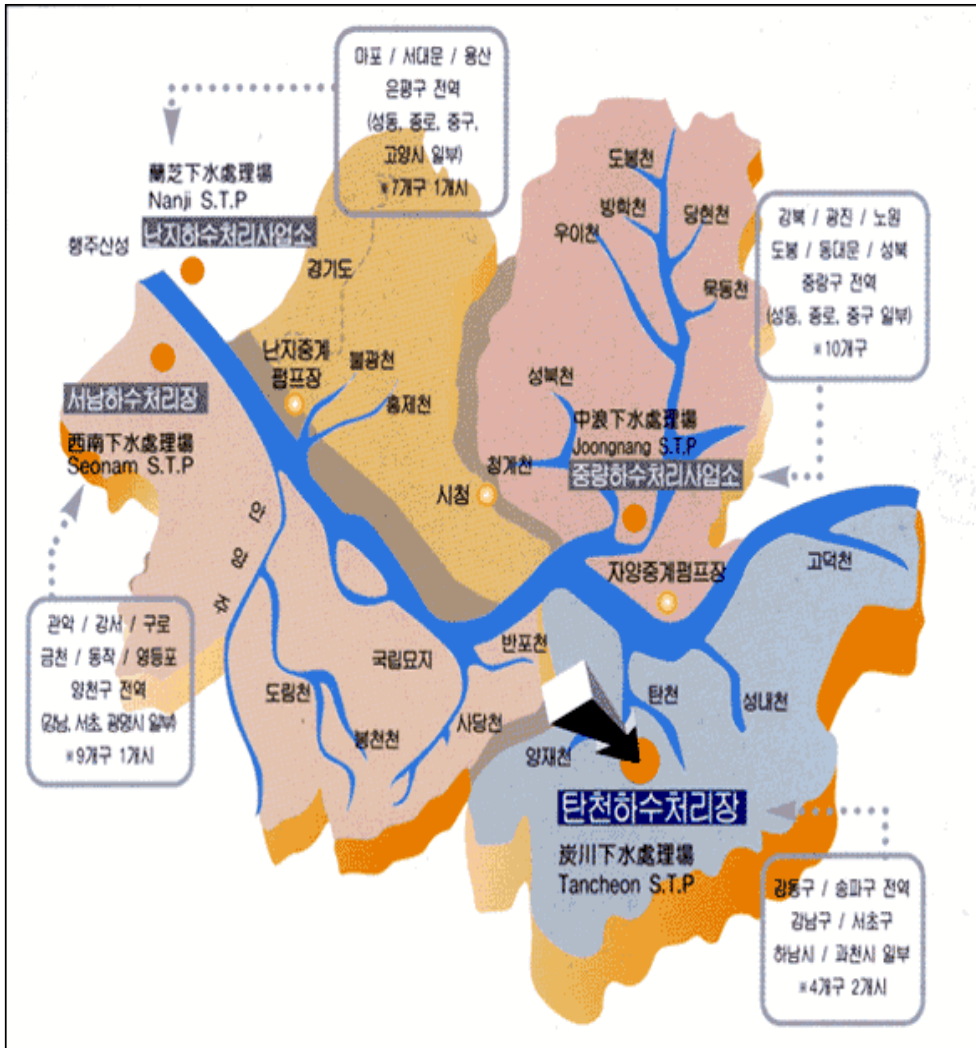 마포 / 서대문 / 용산
은평구 전역
(성동, 종로, 중구,
고양시 일부)
※7개구 1개시
蘭芝下水處理場
Nanji S.T.P
난지하수처리사업소
행주산성
경기도
도봉천
방학천
당현천
우이천
묵동천
강북 / 광진 / 노원
도봉 / 동대문 / 성북
중랑구 전역
(성동, 종로, 중구 일부)
※10개구
난지중계
펌프장
불광천
홍제천
성북천
서남하수처리장
西南下水處理場
Seonam S.T.P
中浪下水處理場
Joongnang S.T.P
중랑하수처리사업소
청계천
시청
안양천
자양중계펌프장
고덕천
관악 / 강서 / 구로
금천 / 동작 / 영등포
양천구 전역
(강남, 서초, 광명시 일부)
※9개구 1개시
국립묘지
반포천
도림천
봉천천
사당천
탄천
성내천
양재천
탄천하수처리장
炭川下水處理場
Tancheon S.T.P
강동구 / 송파구 전역
강남구 / 서초구
하남시 / 과천시 일부
※4개구 2개시